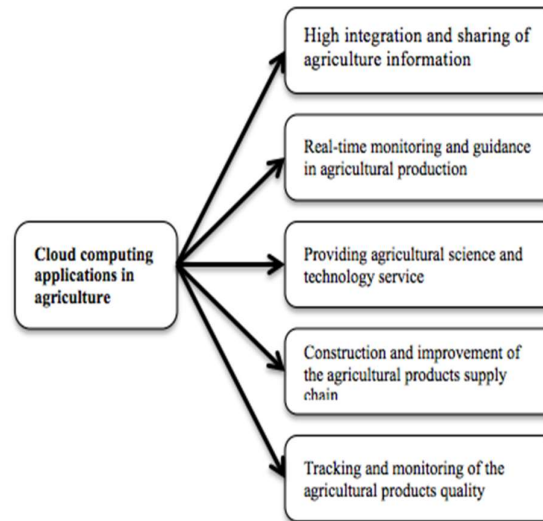 High integration and sharing of
agriculture information
Real-time monitoring and guidance
in agricultural production
Cloud computing
applications in
agriculture
Providing agricultural science and
technology service
Construction and improvement of
the agricultural products supply
chain
Tracking and monitoring of the
agricultural products quality